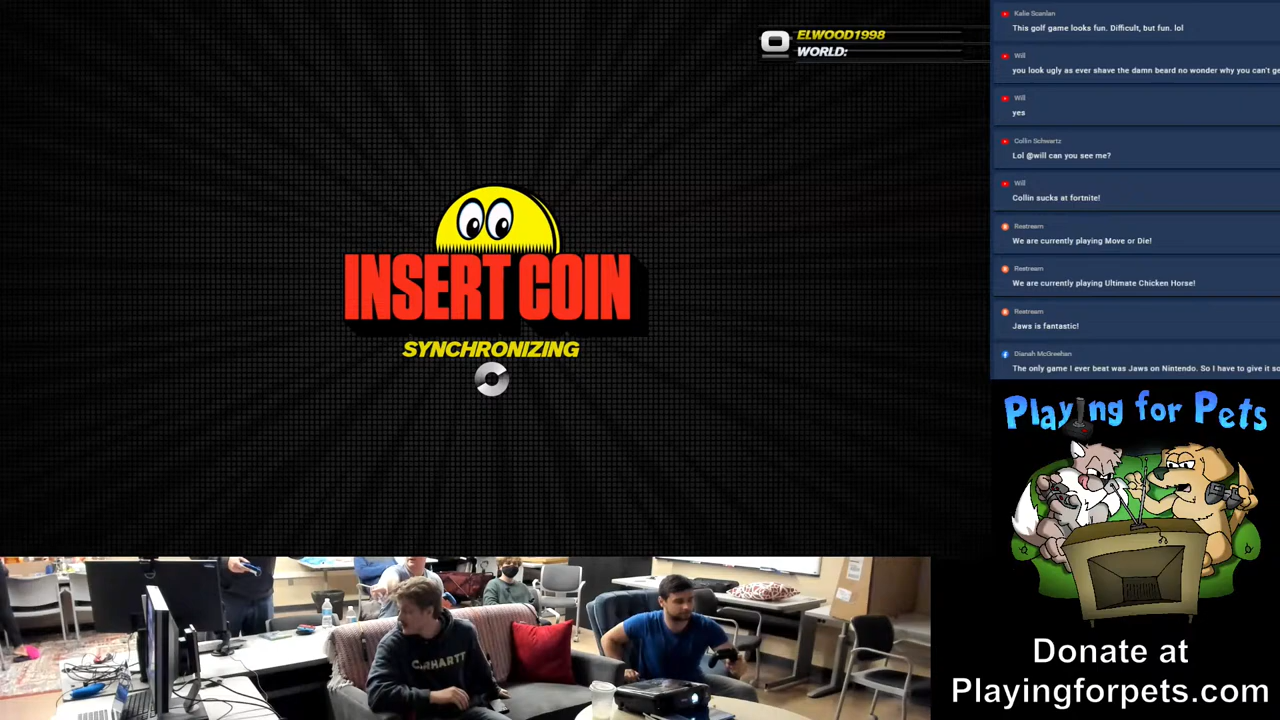 ELWOOD1998
WORLD:
INSERT COIN
SYNCHRONIZING
Kalie Scanlan
This golf game looks fun. Difficult, but fun. lol
Will
you look ugly as ever shave the damn beard no wonder why you can't ge
Will
yes
Collin Schwartz
Lol @will can you see me?
Will
Collin sucks at fortnite!
Restream
We are currently playing Move or Die!
Restream
We are currently playing Ultimate Chicken Horse!
Restream
Jaws is fantastic!
Dianah McGreehan
The only game I ever beat was Jaws on Nintendo. So I have to give it so
Playing for Pets
CARHARTT
Donate at
Playingforpets.com